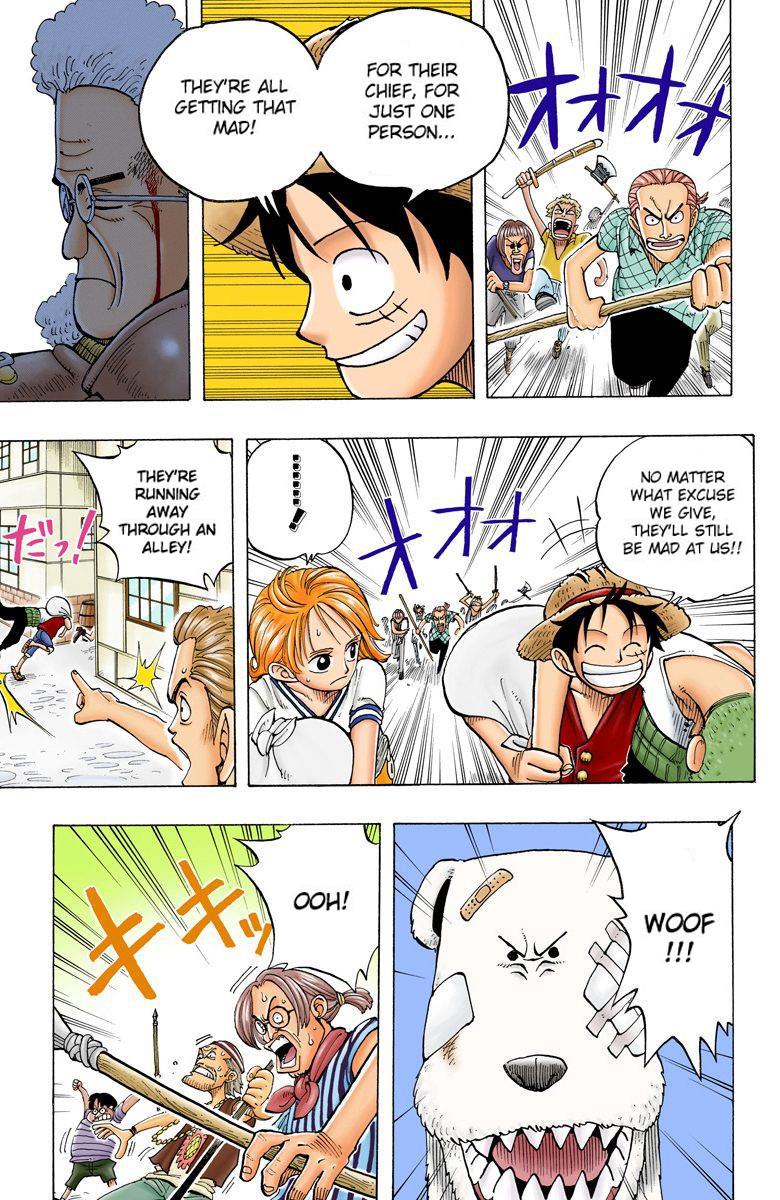 オオオオ
FOR THEIR
CHIEF, FOR
JUST ONE
PERSON...
THEY'RE ALL
GETTING THAT
MAD!
NO MATTER
WHAT EXCUSE
WE GIVE,
THEY'LL STILL
BE MAD AT US!!
オオオ
.......!
THEY'RE
RUNNING
AWAY
THROUGH AN
ALLEY!
だっ!
WOOF
!!!
OOH!
キキッ